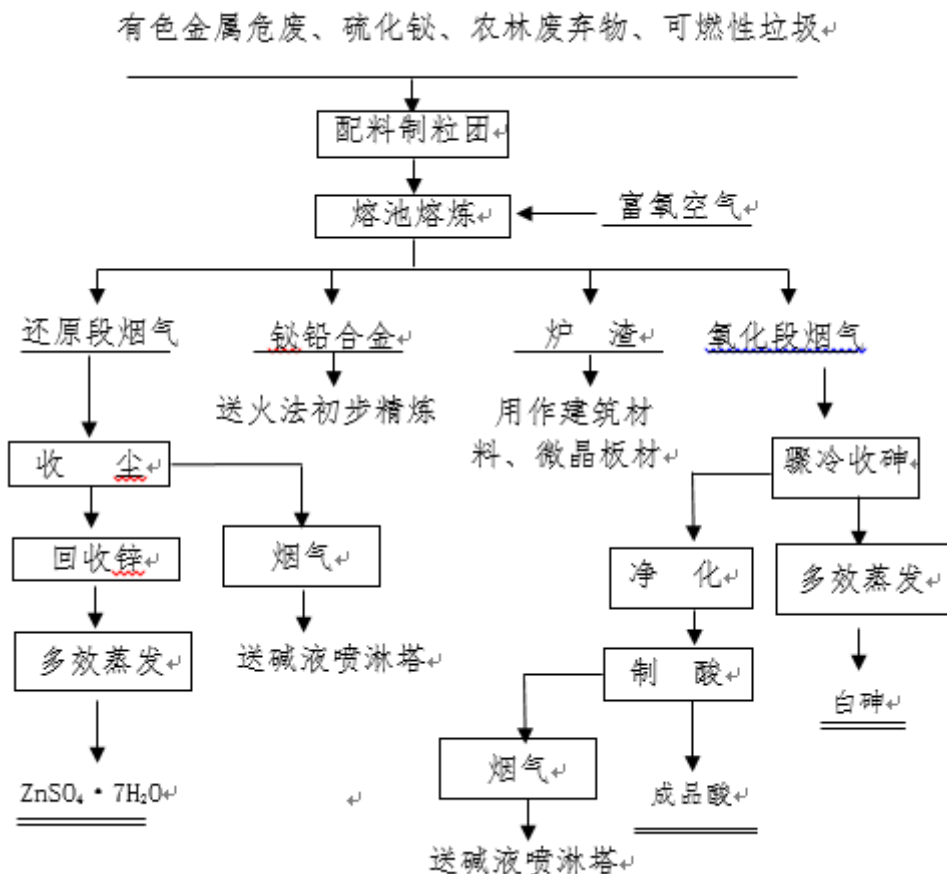 有色金属危废、硫化铋、农林废弃物、可燃性垃圾
配料制粒团
熔池熔炼
富氧空气
还原段烟气
铋铅合金
炉 渣
氧化段烟气
送火法初步精炼
用作建筑材
料、微晶板材
收 尘
骤冷收砷
回收锌
烟气
净 化
多效蒸发
多效蒸发
送碱液喷淋塔
制 酸
白砷
烟气
ZnSO₄·7H₂O
成品酸
送碱液喷淋塔